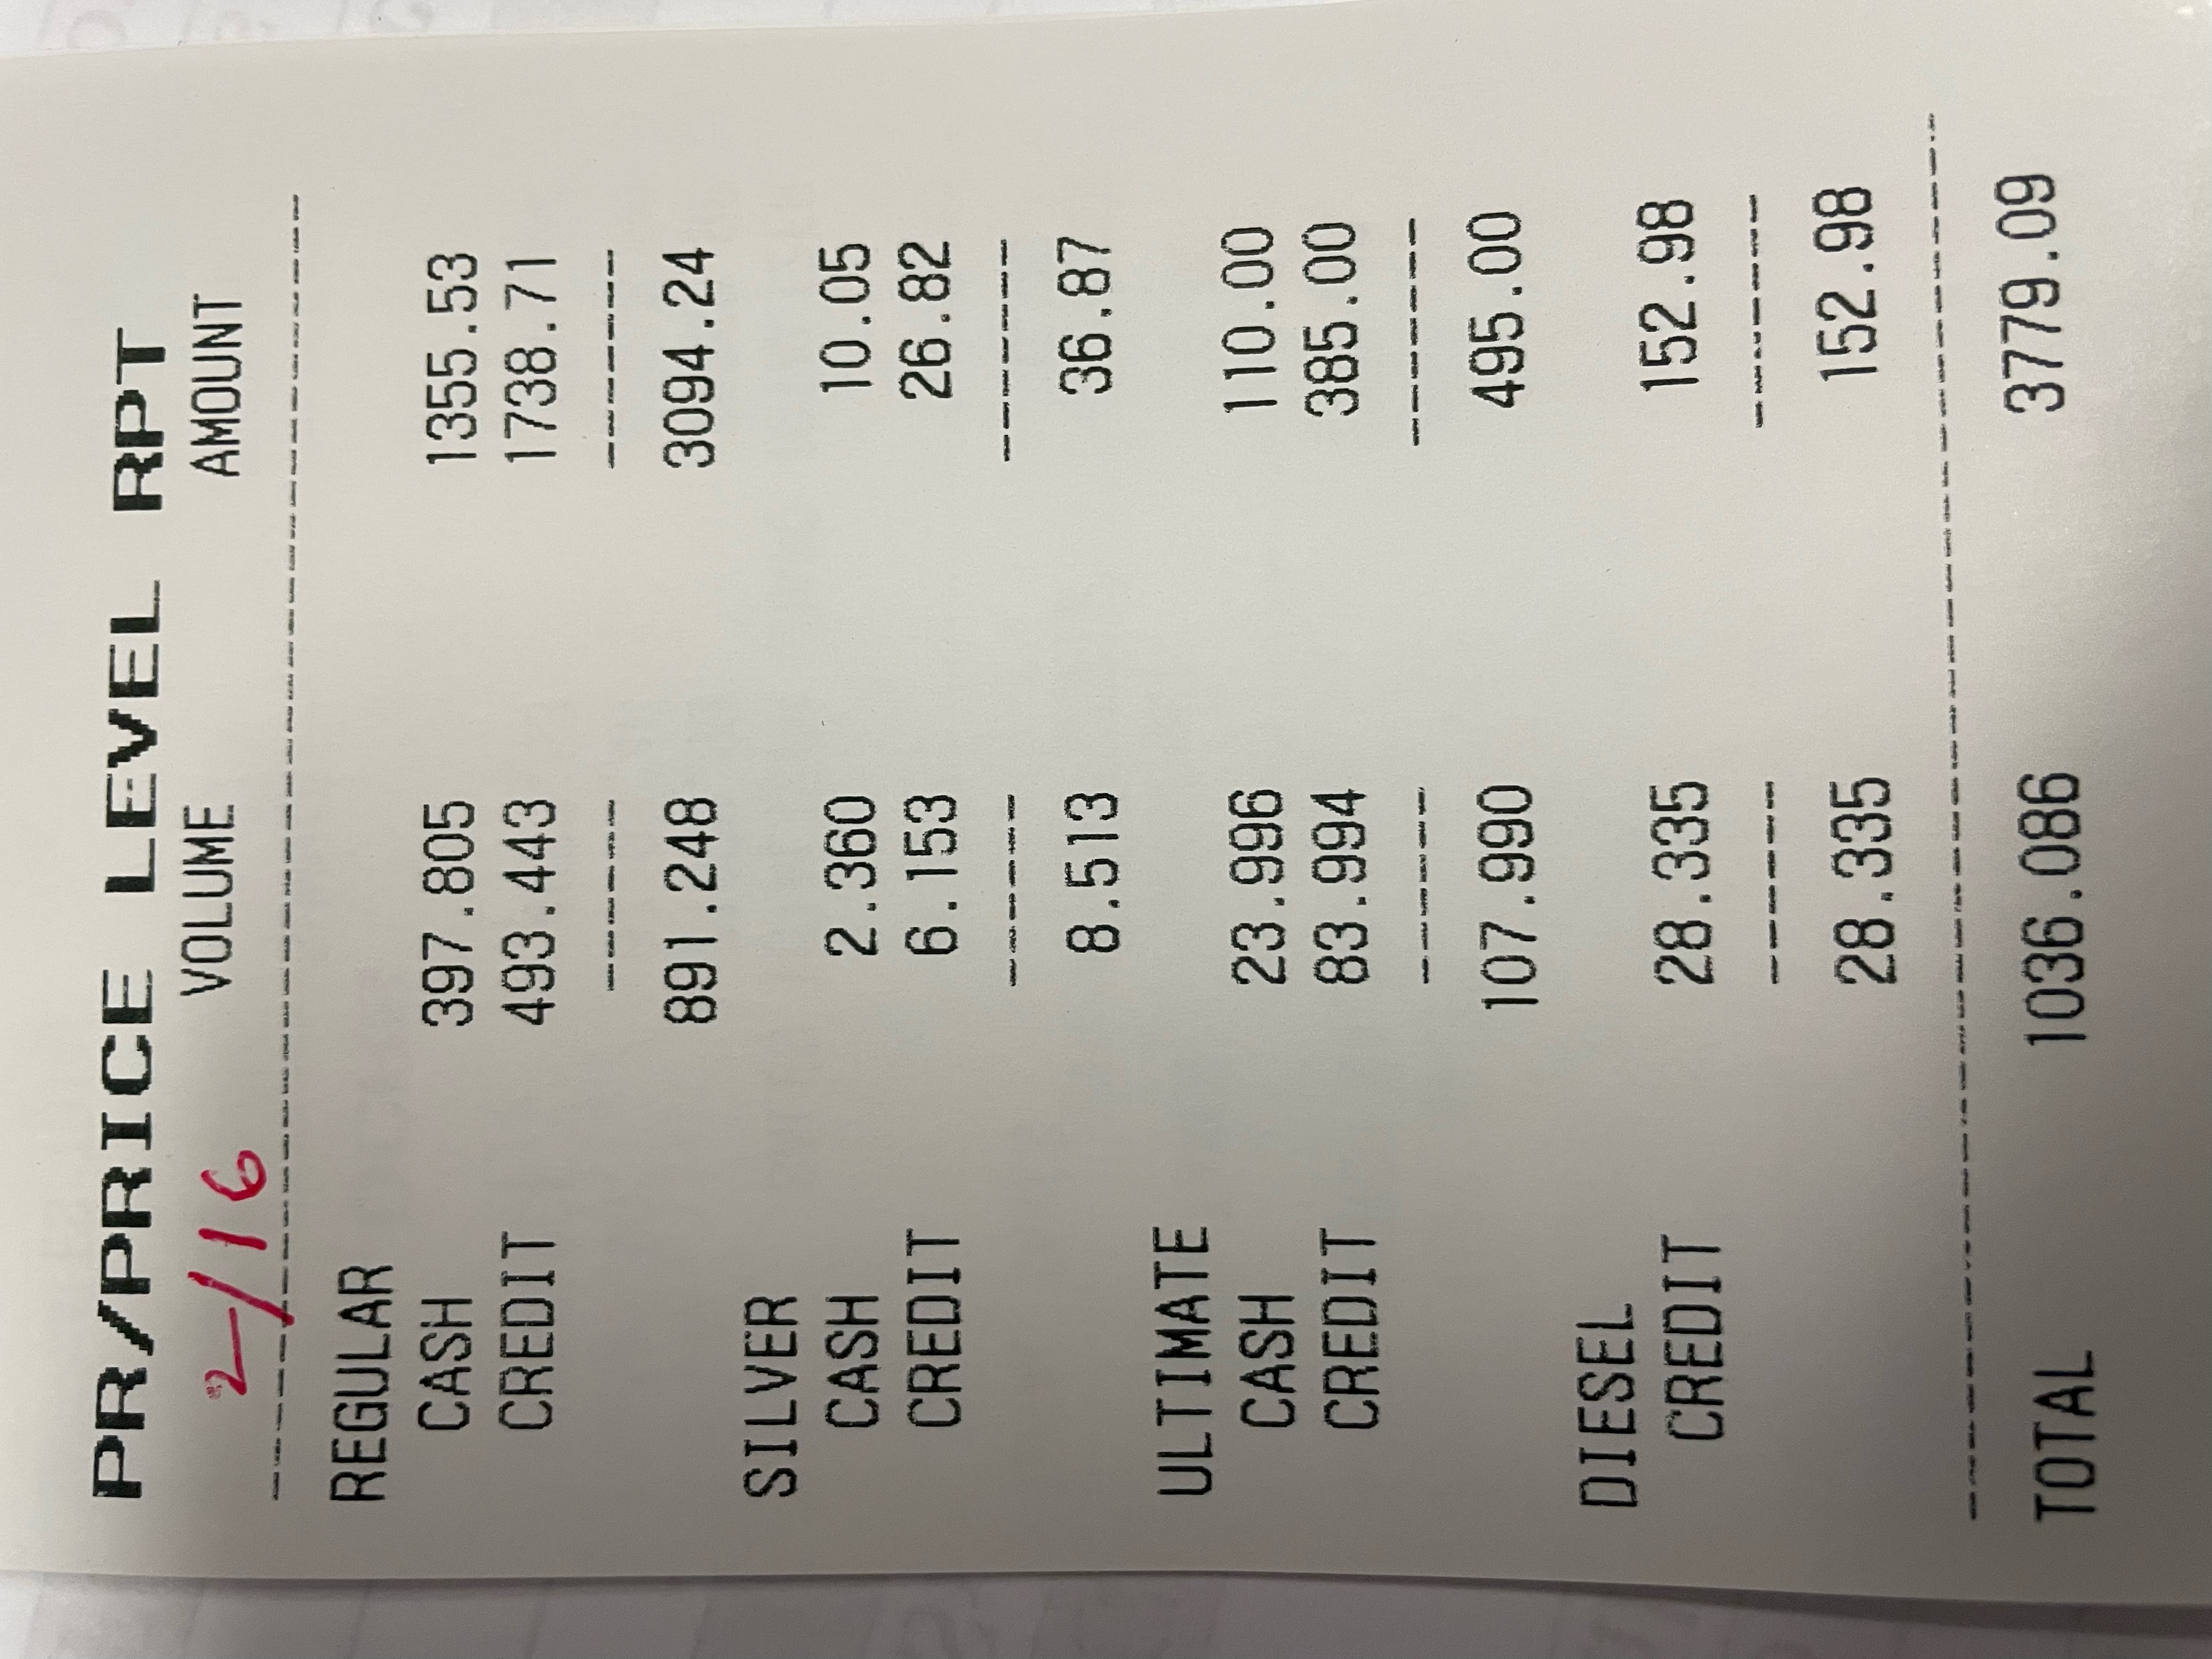 PR/PRICE LEVEL RPT
2/16 VOLUME AMOUNT
REGULAR
CASH 397.805 1355.53
CREDIT 493.443 1738.71
891.248 3094.24
SILVER
CASH 2.360 10.05
CREDIT 6.153 26.82
8.513 36.87
ULTIMATE
CASH 23.996 110.00
CREDIT 83.994 385.00
107.990 495.00
DIESEL
CREDIT 28.335 152.98
28.335 152.98
TOTAL 1036.086 3779.09